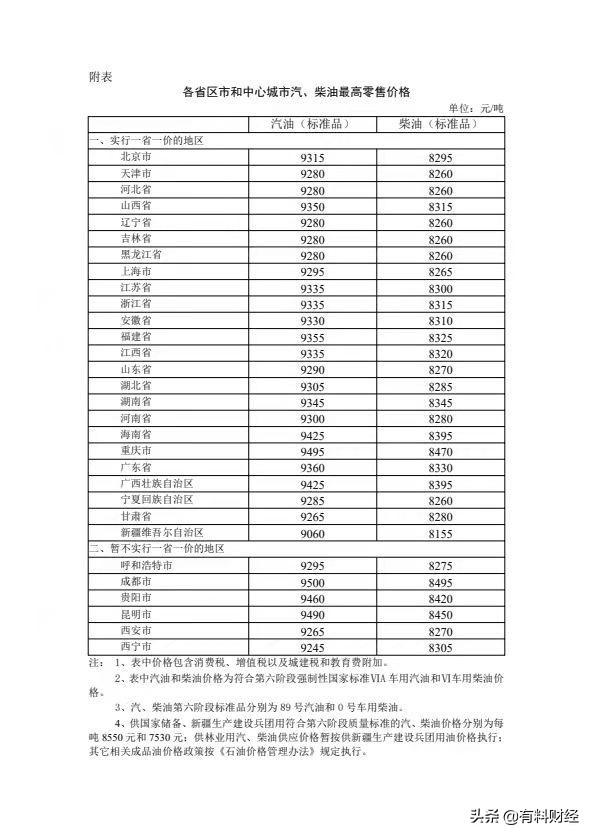 附表
各省区市和中心城市汽、柴油最高零售价格
单位：元/吨
汽油（标准品） 柴油（标准品）
一、实行一省一价的地区
北京市 9315 8295
天津市 9280 8260
河北省 9280 8260
山西省 9350 8315
辽宁省 9280 8260
吉林省 9280 8260
黑龙江省 9280 8260
上海市 9295 8265
江苏省 9335 8300
浙江省 9335 8315
安徽省 9330 8310
福建省 9355 8325
江西省 9335 8320
山东省 9290 8270
湖北省 9305 8285
湖南省 9345 8345
河南省 9300 8280
海南省 9425 8395
重庆市 9495 8470
广东省 9360 8330
广西壮族自治区 9425 8395
宁夏回族自治区 9285 8260
甘肃省 9265 8280
新疆维吾尔自治区 9060 8155
二、暂不实行一省一价的地区
呼和浩特市 9295 8275
成都市 9500 8495
贵阳市 9460 8420
昆明市 9490 8450
西安市 9265 8270
西宁市 9245 8305
注： 1、表中价格包含消费税、增值税以及城建税和教育费附加。
2、表中汽油和柴油价格为符合第六阶段强制性国家标准ⅥA车用汽油和Ⅵ车用柴油价
格。
3、汽、柴油第六阶段标准品分别为89号汽油和0号车用柴油。
4、供国家储备、新疆生产建设兵团用符合第六阶段质量标准的汽、柴油价格分别为每
吨8550元和7530元；供林业用汽、柴油供应价格暂按供新疆生产建设兵团用油价格执行；
其它相关成品油价格政策按《石油价格管理办法》规定执行。
头条 @有料财经